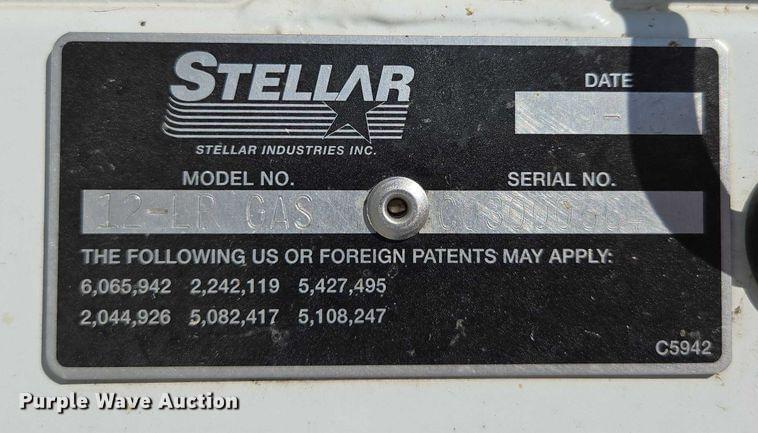 STELLAR
STELLAR INDUSTRIES INC.
DATE
MODEL NO. SERIAL NO.
12-LR GAS
THE FOLLOWING US OR FOREIGN PATENTS MAY APPLY:
6,065,942 2,242,119 5,427,495
2,044,926 5,082,417 5,108,247
C5942
Purple Wave Auction